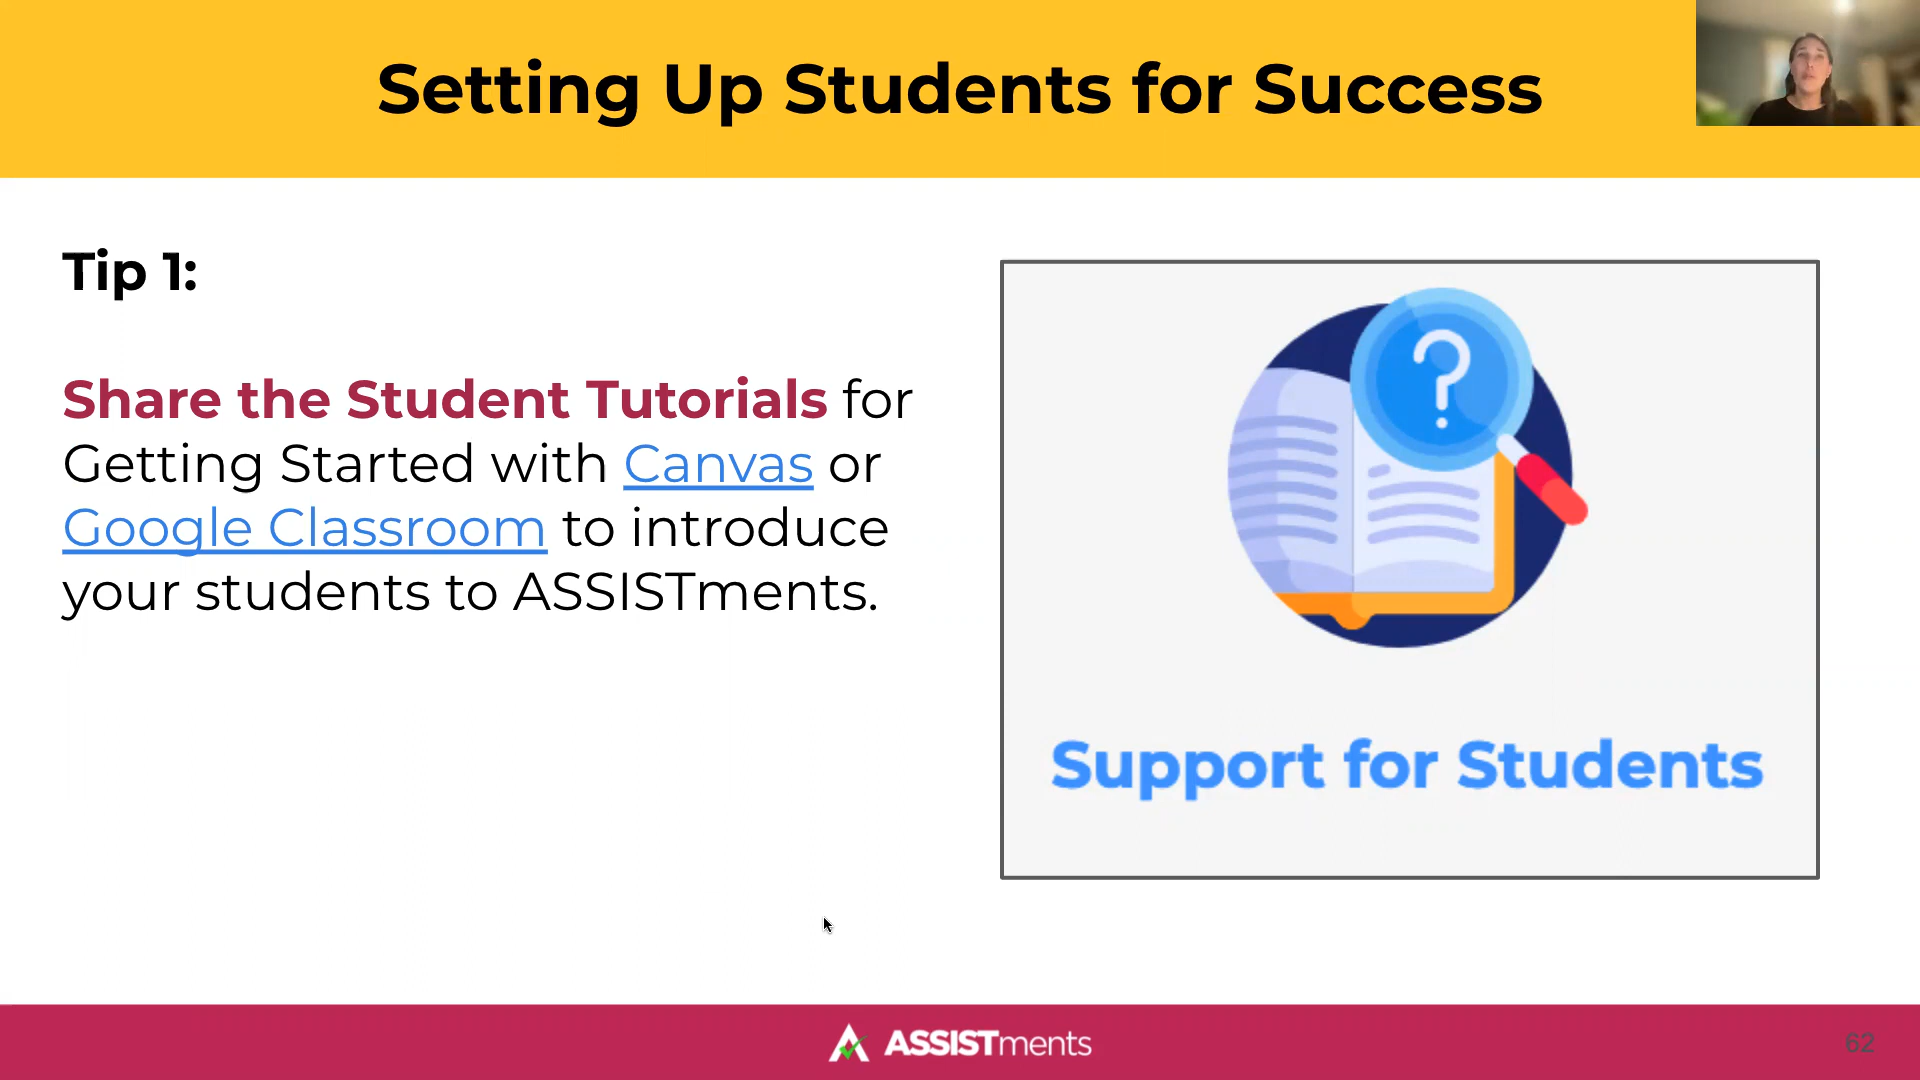 Setting Up Students for Success
Tip 1:
Share the Student Tutorials for
Getting Started with Canvas or
Google Classroom to introduce
your students to ASSISTments.
?
Support for Students
ASSISTments
62